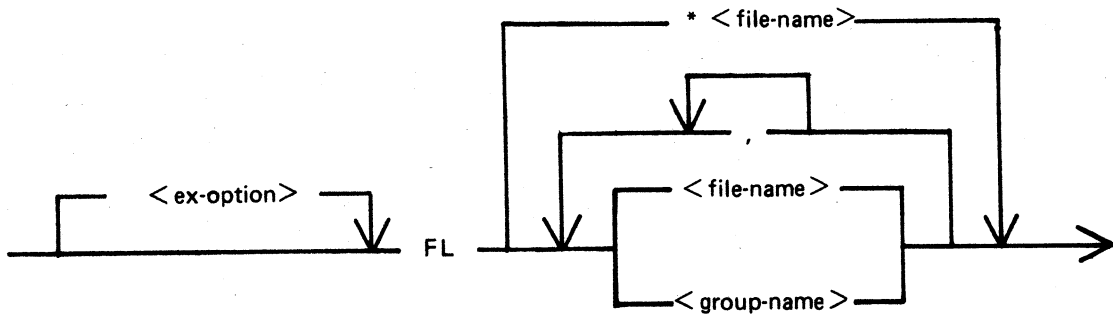 * <file-name>
,
<ex-option>
<file-name>
FL
<group-name>